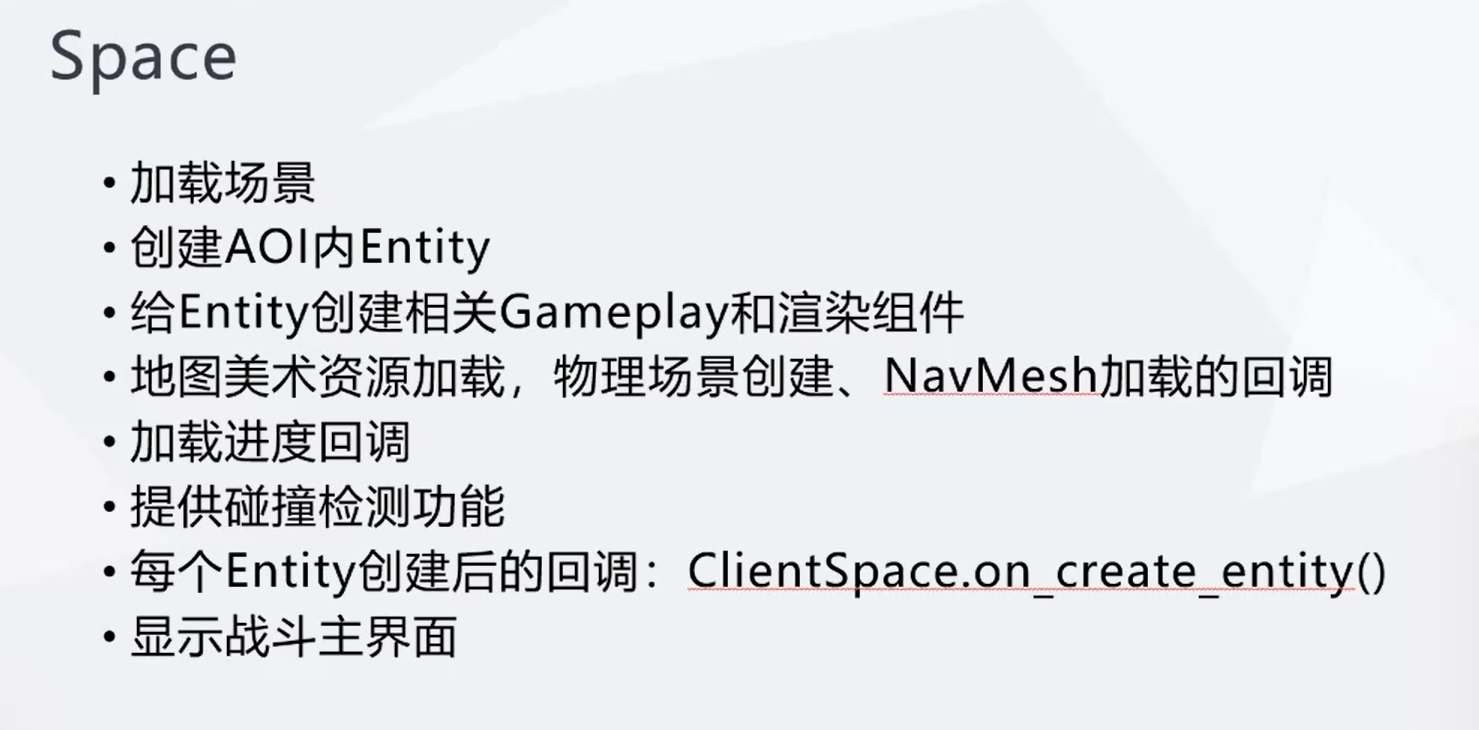 Space
• 加载场景
• 创建AOI内Entity
• 给Entity创建相关Gameplay和渲染组件
• 地图美术资源加载，物理场景创建、NavMesh加载的回调
• 加载进度回调
• 提供碰撞检测功能
• 每个Entity创建后的回调：ClientSpace.on_create_entity()
• 显示战斗主界面